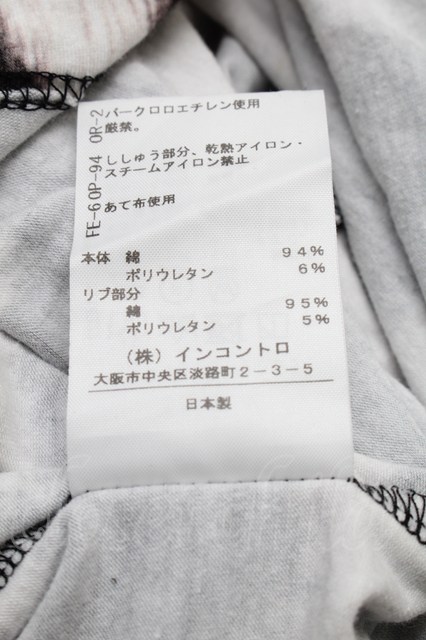 OR-2 パークロロエチレン使用
厳禁。
OP-94 ししゅう部分、乾熱アイロン・
スチームアイロン禁止
FE-6 あて布使用
本体 綿 94%
ポリウレタン 6%
リブ部分
綿 95%
ポリウレタン 5%
(株) インコントロ
大阪市中央区淡路町2-3-5
日本製